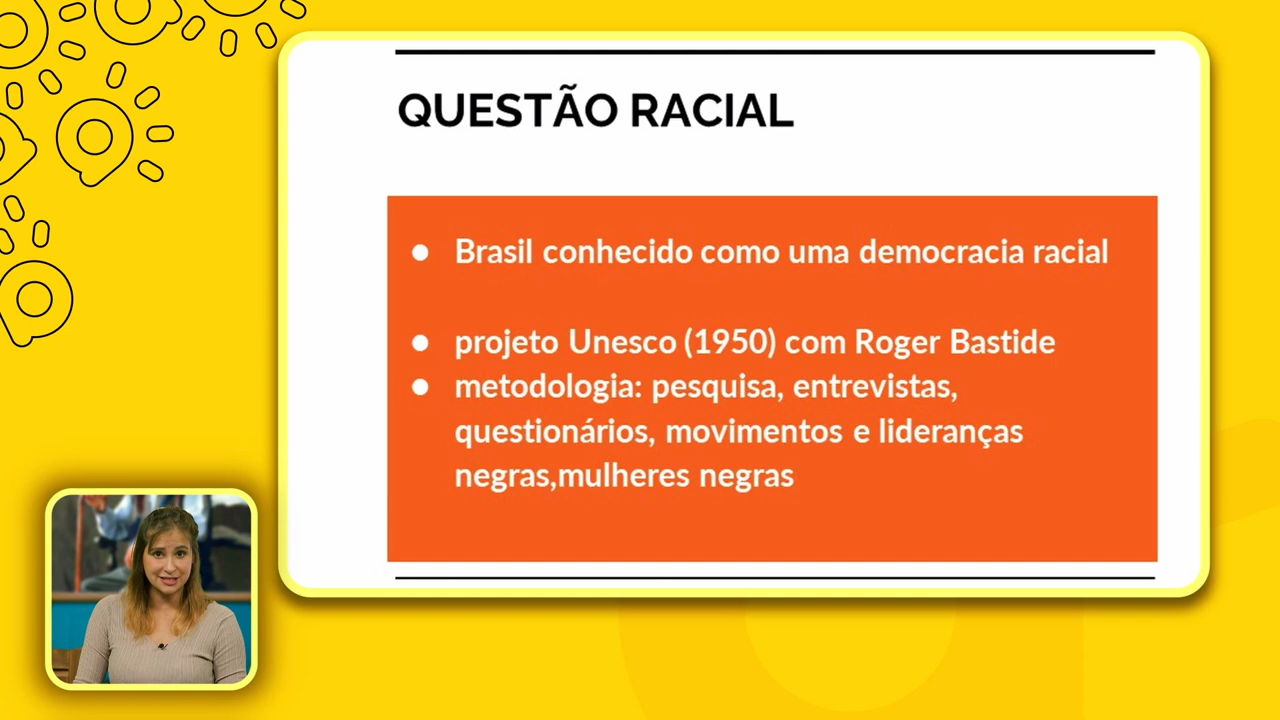 QUESTÃO RACIAL
● Brasil conhecido como uma democracia racial
● projeto Unesco (1950) com Roger Bastide
● metodologia: pesquisa, entrevistas,
questionários, movimentos e lideranças
negras,mulheres negras